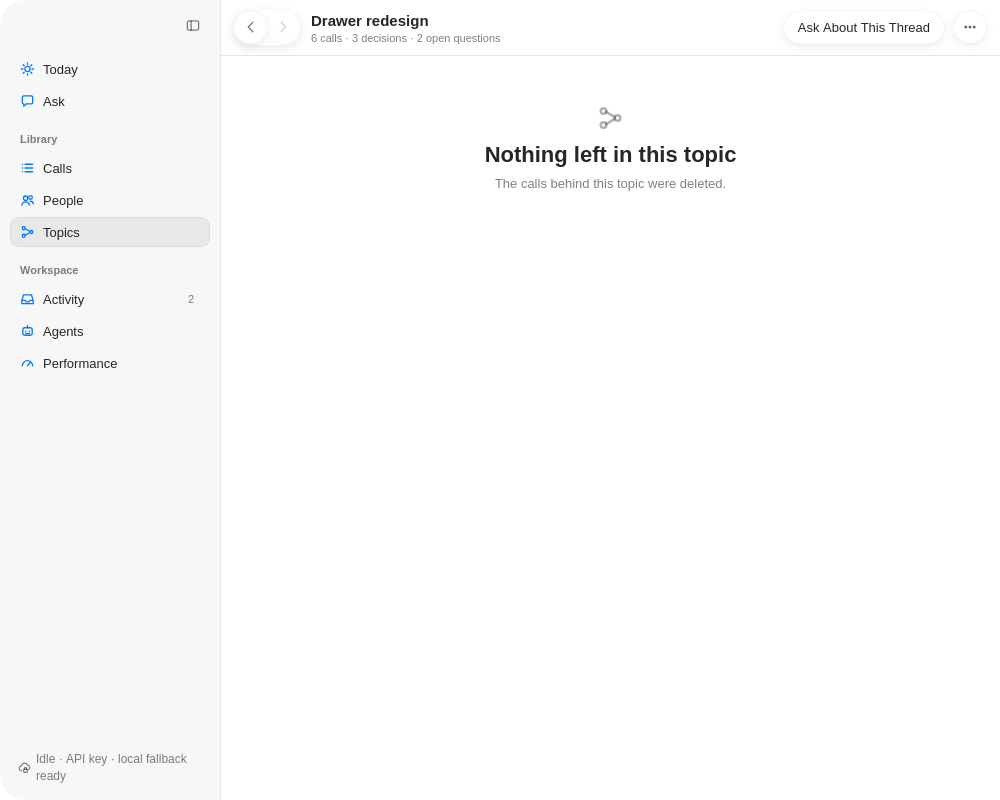 Today
Ask
Library
Calls
People
Topics
Workspace
Activity 2
Agents
Performance
Idle · API key · local fallback
ready
Drawer redesign
6 calls · 3 decisions · 2 open questions
Ask About This Thread
Nothing left in this topic
The calls behind this topic were deleted.